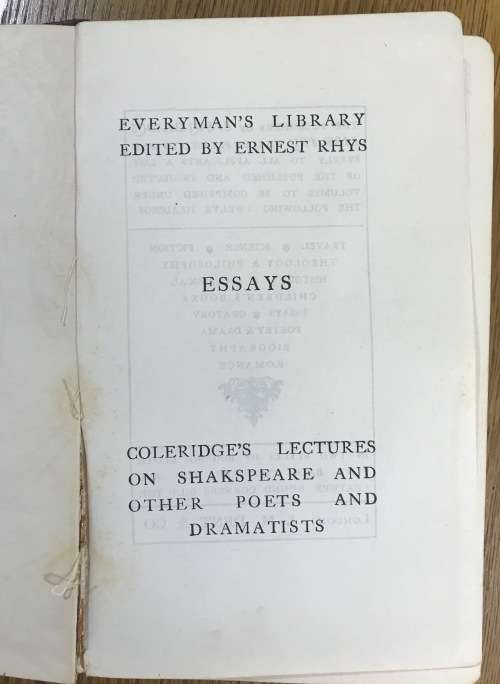 EVERYMAN'S LIBRARY
EDITED BY ERNEST RHYS
ESSAYS
COLERIDGE'S LECTURES
ON SHAKSPEARE AND
OTHER POETS AND
DRAMATISTS